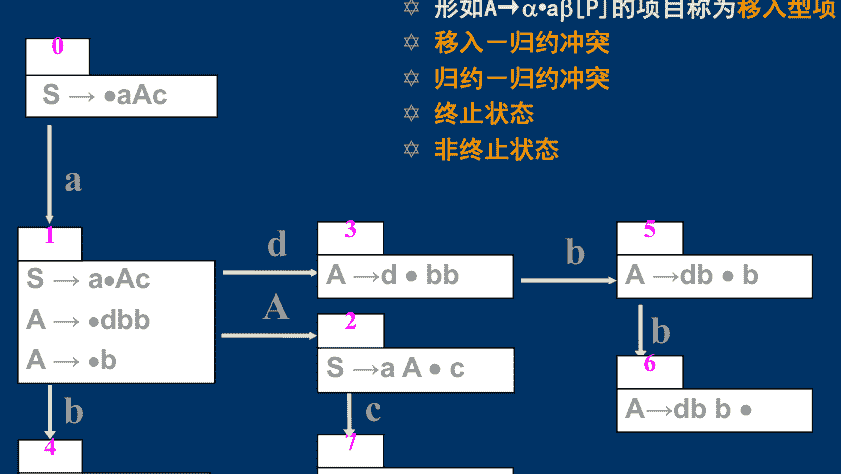 形如A→α•aβ[P]的项目称为移入型项
移入－归约冲突
归约－归约冲突
终止状态
非终止状态
0
S → •aAc
a
1
S → a•Ac
A → •dbb
A → •b
d
A
3
A →d • bb
2
S →a A • c
b
5
A →db • b
b
6
A→db b •
b
4
c
7